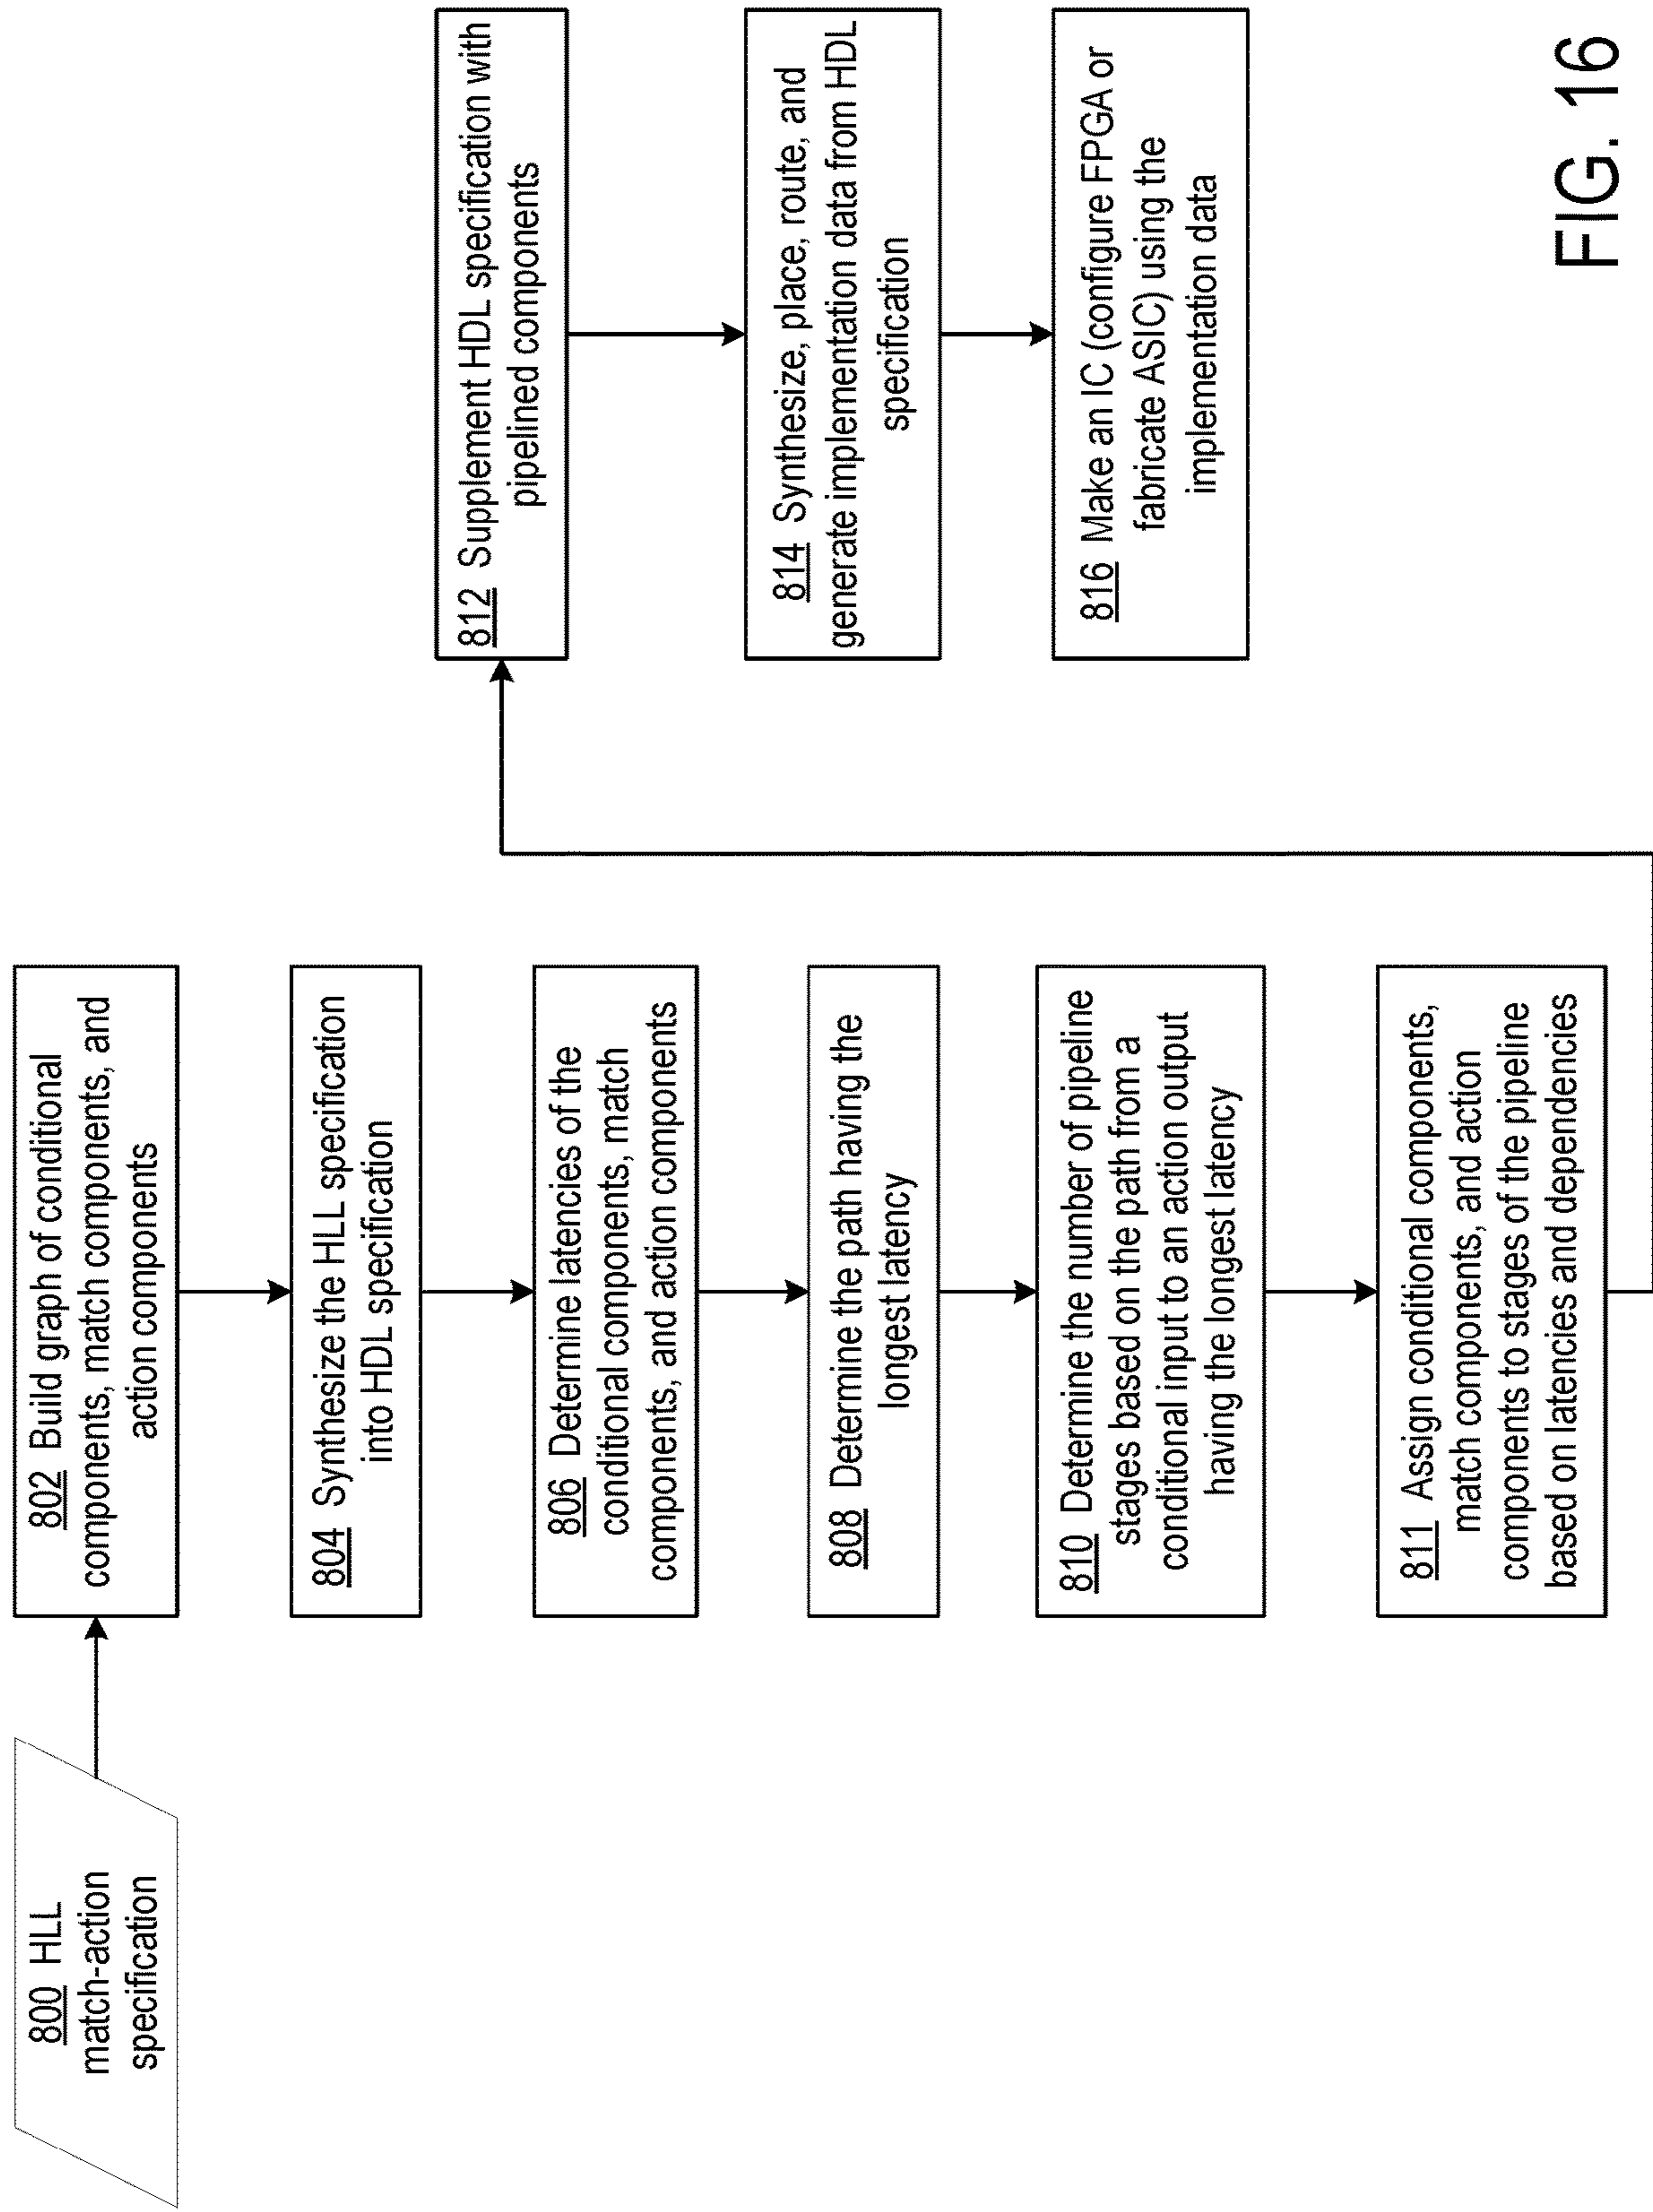 800 HLL
match-action
specification
802 Build graph of conditional
components, match components, and
action components
804 Synthesize the HLL specification
into HDL specification
806 Determine latencies of the
conditional components, match
components, and action components
808 Determine the path having the
longest latency
810 Determine the number of pipeline
stages based on the path from a
conditional input to an action output
having the longest latency
811 Assign conditional components,
match components, and action
components to stages of the pipeline
based on latencies and dependencies
812 Supplement HDL specification with
pipelined components
814 Synthesize, place, route, and
generate implementation data from HDL
specification
816 Make an IC (configure FPGA or
fabricate ASIC) using the
implementation data
FIG. 16